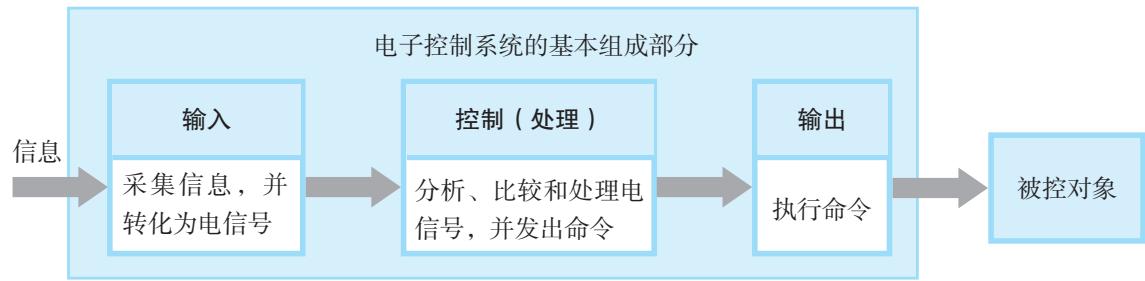 电子控制系统的基本组成部分
信息
输入
采集信息，并
转化为电信号
控制（处理）
分析、比较和处理电
信号，并发出命令
输出
执行命令
被控对象